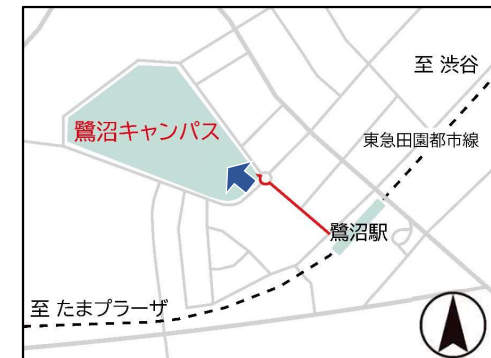 至 渋谷
東急田園都市線
鷺沼キャンパス
鷺沼駅
至 たまプラーザ